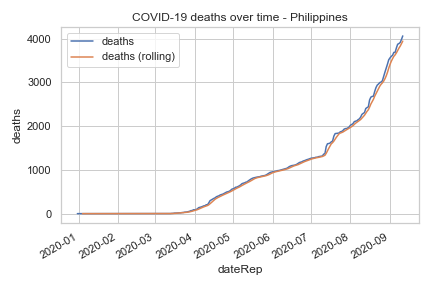 COVID-19 deaths over time - Philippines
deaths
deaths (rolling)
4000
3000
2000
1000
0
deaths
2020-01
2020-02
2020-03
2020-04
2020-05
2020-06
2020-07
2020-08
2020-09
dateRep